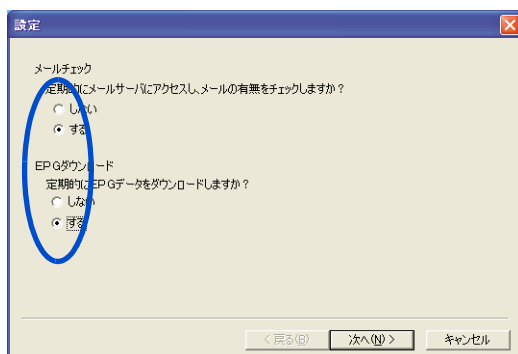 設定
メールチェック
定期的にメールサーバにアクセスし、メールの有無をチェックしますか？
しない
する
EPGダウンロード
定期的にEPGデータをダウンロードしますか？
しない
する
< 戻る(B)
次へ(N) >
キャンセル